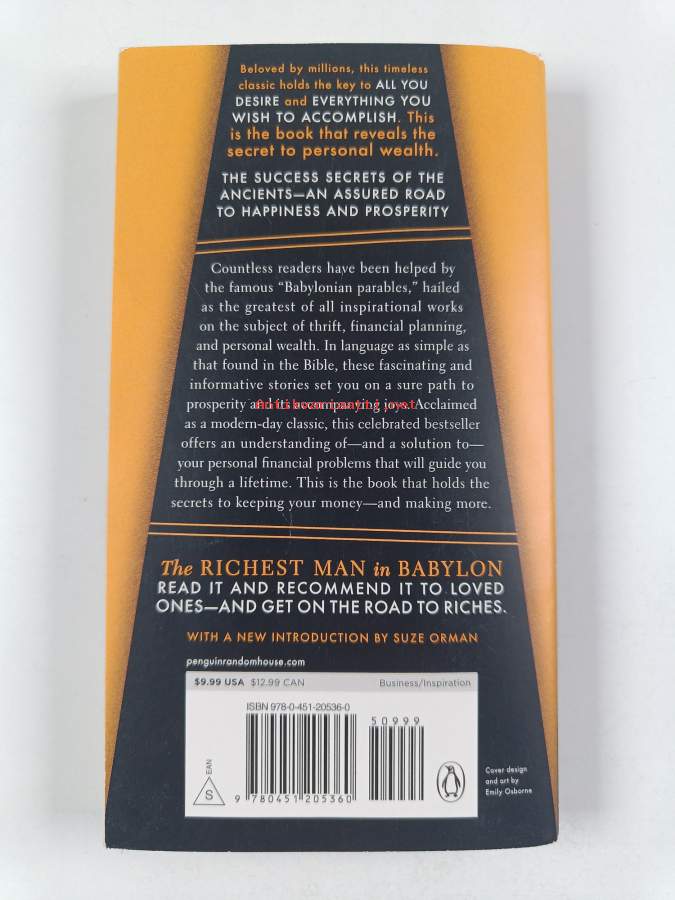 Beloved by millions, this timeless
classic holds the key to ALL YOU
DESIRE and EVERYTHING YOU
WISH TO ACCOMPLISH. This
is the book that reveals the
secret to personal wealth.
THE SUCCESS SECRETS OF THE
ANCIENTS—AN ASSURED ROAD
TO HAPPINESS AND PROSPERITY
Countless readers have been helped by
the famous “Babylonian parables,” hailed
as the greatest of all inspirational works
on the subject of thrift, financial planning,
and personal wealth. In language as simple as
that found in the Bible, these fascinating and
informative stories set you on a sure path to
prosperity and its accompanying joys. Acclaimed
as a modern-day classic, this celebrated bestseller
offers an understanding of—and a solution to—
your personal financial problems that will guide you
through a lifetime. This is the book that holds the
secrets to keeping your money—and making more.
The RICHEST MAN in BABYLON
READ IT AND RECOMMEND IT TO LOVED
ONES—AND GET ON THE ROAD TO RICHES.
WITH A NEW INTRODUCTION BY SUZE ORMAN
penguinrandomhouse.com
$9.99 USA $12.99 CAN
Business/Inspiration
ISBN 978-0-451-20536-0
50999
EAN
S
9 780451 205360
Cover design
and art by
Emily Osborne